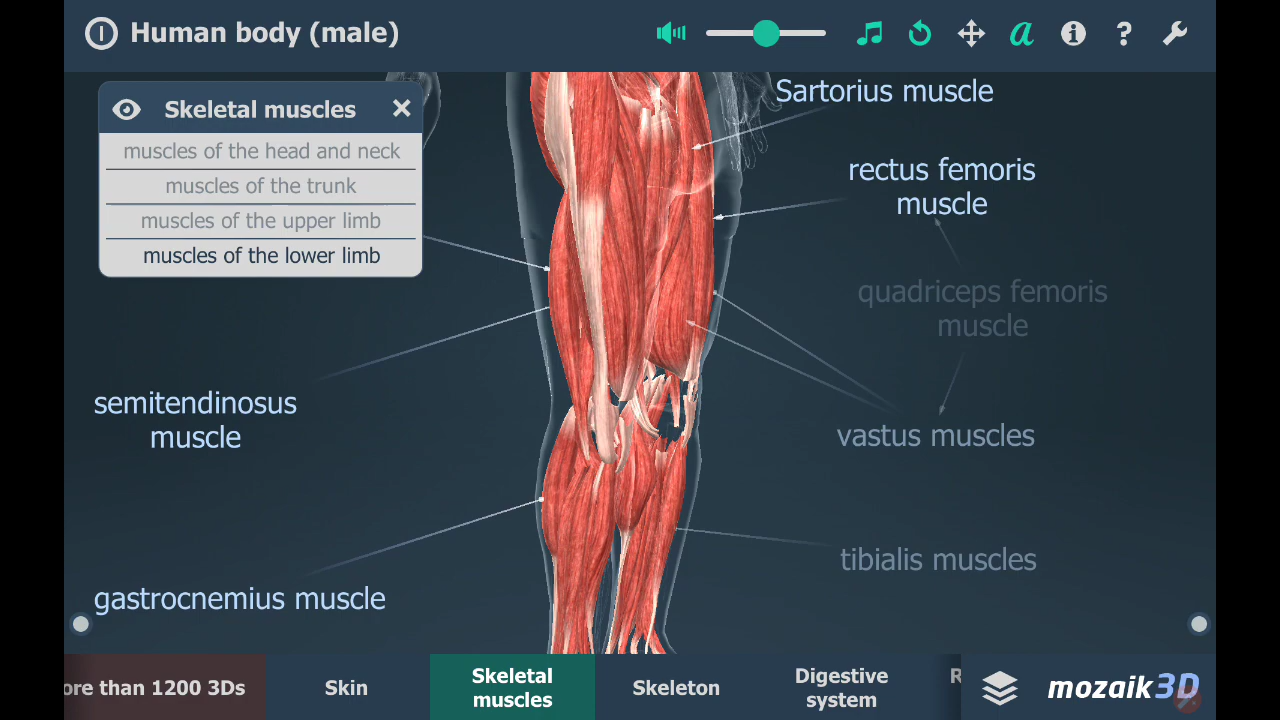 Human body (male)
Skeletal muscles
muscles of the head and neck
muscles of the trunk
muscles of the upper limb
muscles of the lower limb
Sartorius muscle
rectus femoris
muscle
quadriceps femoris
muscle
semitendinosus
muscle
vastus muscles
tibialis muscles
gastrocnemius muscle
ore than 1200 3Ds
Skin
Skeletal
muscles
Skeleton
Digestive
system
R
mozaik3D